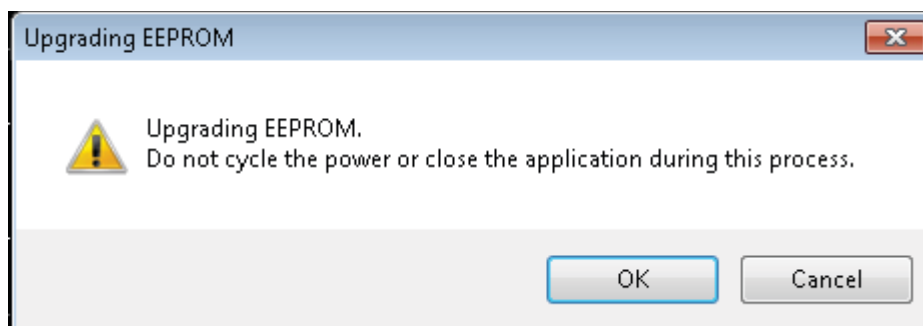 Upgrading EEPROM
Upgrading EEPROM.
Do not cycle the power or close the application during this process.
OK
Cancel